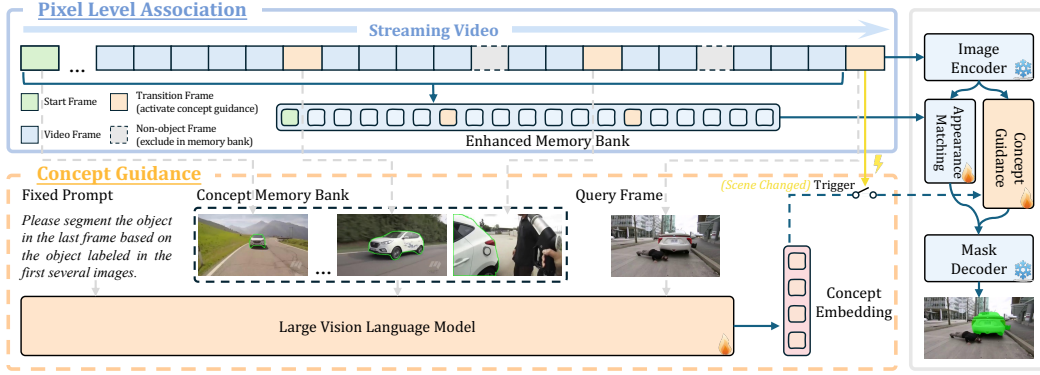 Pixel Level Association
Streaming Video
...
Start Frame
Transition Frame
(activate concept guidance)
Video Frame
Non-object Frame
(exclude in memory bank)
Enhanced Memory Bank
Image
Encoder
Appearance
Matching
Concept
Guidance
Mask
Decoder
Concept Guidance
(Scene Changed) Trigger
Fixed Prompt
Please segment the object
in the last frame based on
the object labeled in the
first several images.
Concept Memory Bank
...
Query Frame
Large Vision Language Model
Concept
Embedding